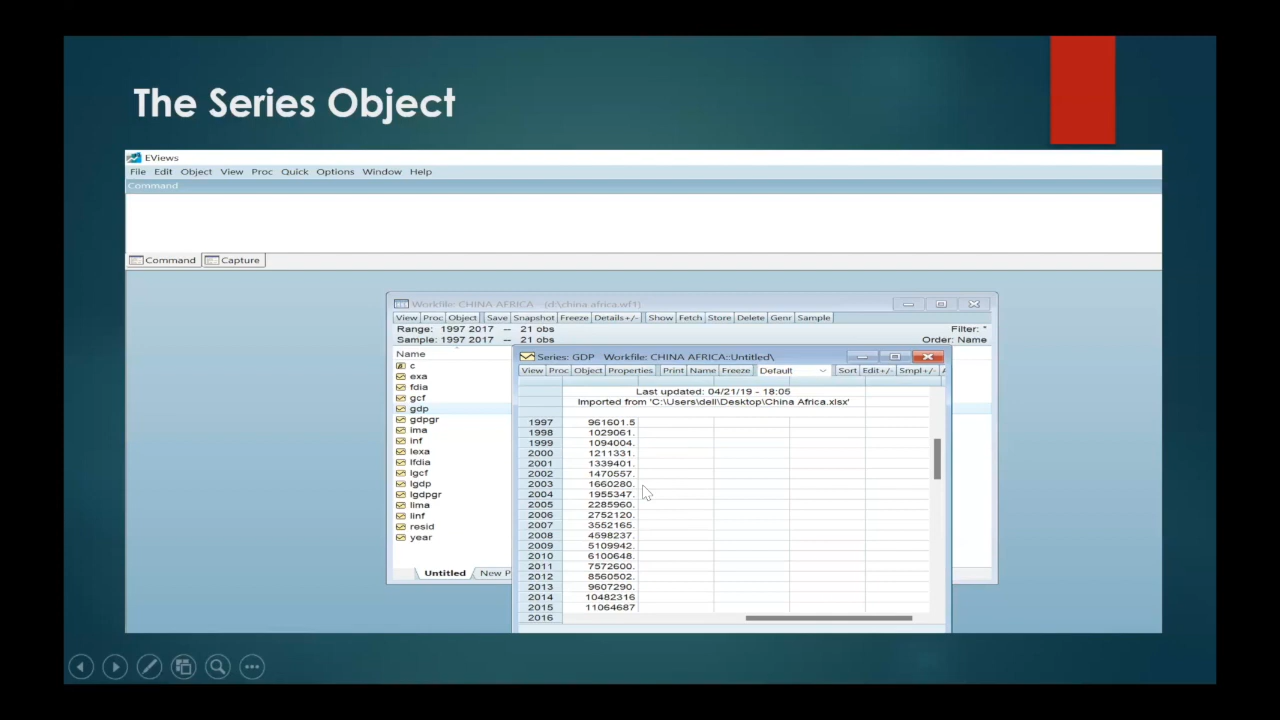 The Series Object
EViews
File Edit Object View Proc Quick Options Window Help
Command
Command Capture
Workfile: CHINA AFRICA - (d:\china africa.wf1)
View Proc Object Save Snapshot Freeze Details+/- Show Fetch Store Delete Genr Sample
Range: 1997 2017 -- 21 obs Filter: *
Sample: 1997 2017 -- 21 obs Order: Name
Name
c
exa
fdia
gcf
gdp
gdpgr
ima
inf
lexa
lfdia
lgcf
lgdp
lgdpgr
lima
linf
resid
year
Untitled New P
Series: GDP Workfile: CHINA AFRICA::Untitled\
View Proc Object Properties Print Name Freeze Default Sort Edit+/- Smpl+/-
Last updated: 04/21/19 - 18:05
Imported from 'C:\Users\dell\Desktop\China Africa.xlsx'
1997 961601.5
1998 1029061.
1999 1094004.
2000 1211331.
2001 1339401.
2002 1470557.
2003 1660280.
2004 1955347.
2005 2285960.
2006 2752120.
2007 3552165.
2008 4598237.
2009 5109942.
2010 6100648.
2011 7572600.
2012 8560502.
2013 9607290.
2014 10482316
2015 11064687
2016